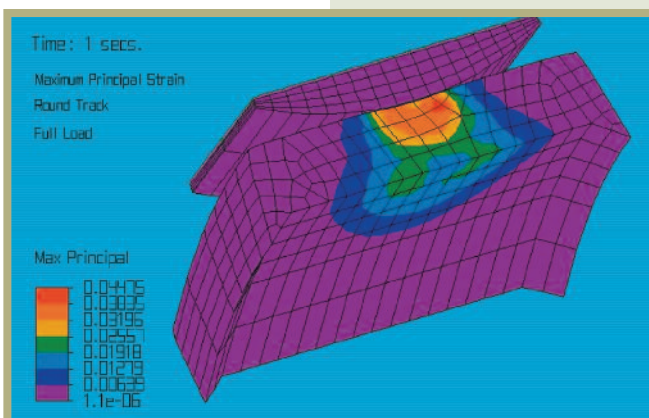 Time: 1 secs.
Maximum Principal Strain
Round Track
Full Load
Max Principal
0.04475
0.03835
0.03196
0.02557
0.01918
0.01279
0.00639
1.1e-06